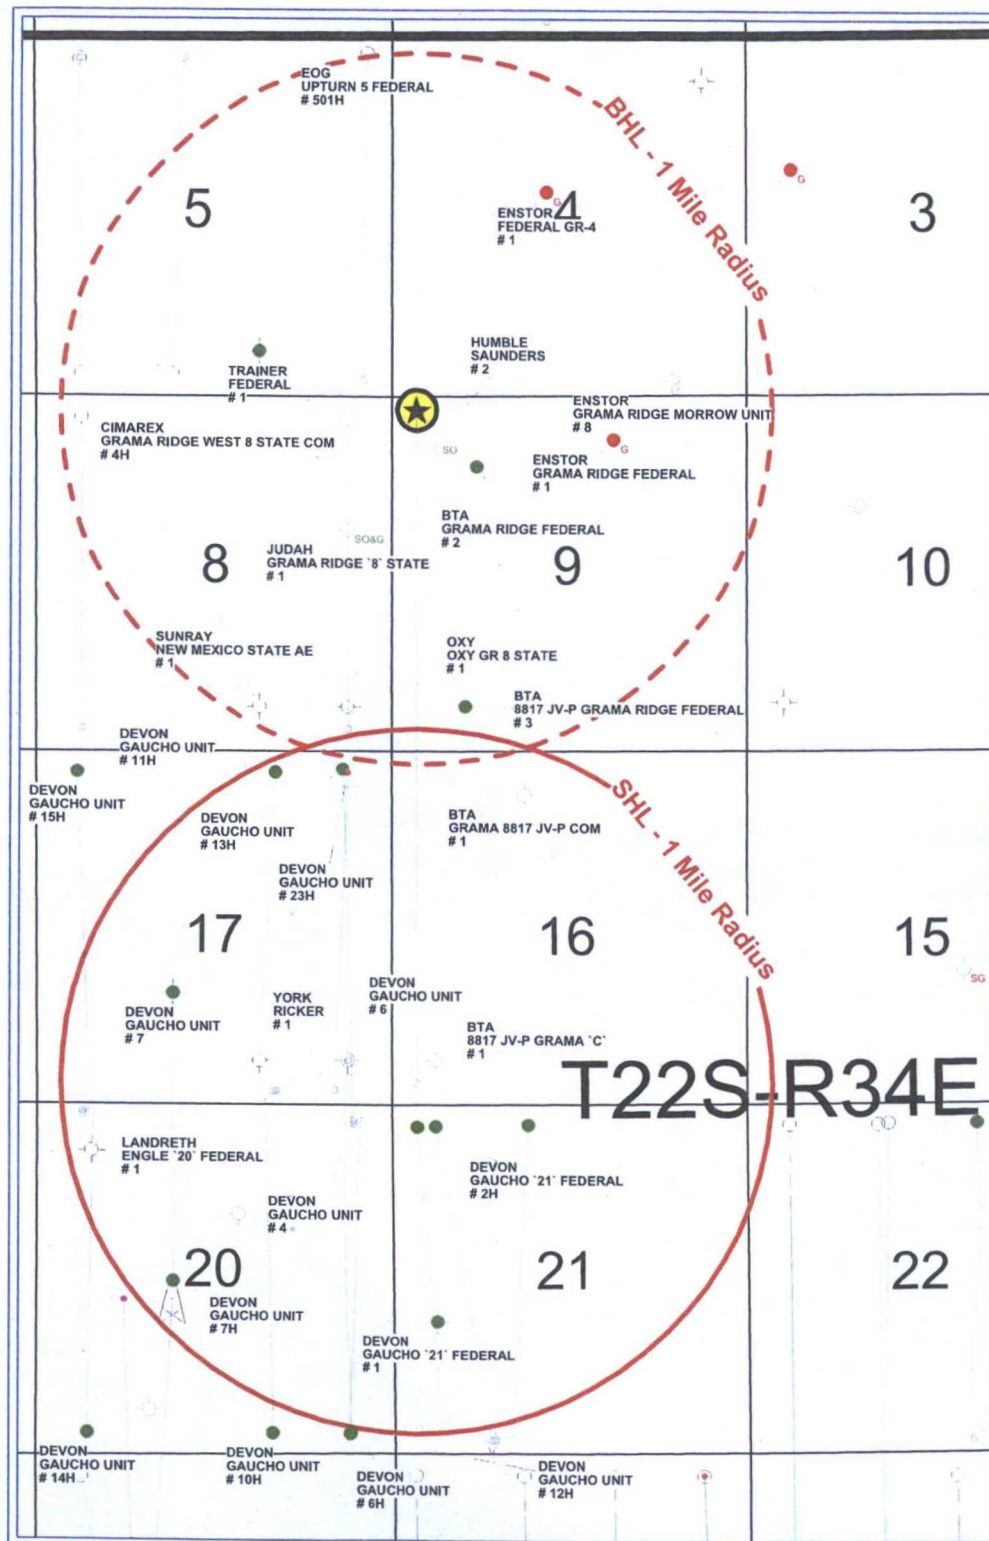 EOG
UPTURN 5 FEDERAL
# 501H
BHL - 1 Mile Radius
5
4
3
G
G
ENSTOR
FEDERAL GR-4
# 1
TRAINER
FEDERAL
# 1
HUMBLE
SAUNDERS
# 2
ENSTOR
GRAMA RIDGE MORROW UNIT
# 8
CIMAREX
GRAMA RIDGE WEST 8 STATE COM
# 4H
SO
G
ENSTOR
GRAMA RIDGE FEDERAL
# 1
BTA
GRAMA RIDGE FEDERAL
# 2
SO&G
JUDAH
GRAMA RIDGE `8` STATE
# 1
8
9
10
SUNRAY
NEW MEXICO STATE AE
# 1
OXY
OXY GR 8 STATE
# 1
BTA
8817 JV-P GRAMA RIDGE FEDERAL
# 3
DEVON
GAUCHO UNIT
# 11H
DEVON
GAUCHO UNIT
# 15H
DEVON
GAUCHO UNIT
# 13H
BTA
GRAMA 8817 JV-P COM
# 1
SHL - 1 Mile Radius
DEVON
GAUCHO UNIT
# 23H
17
16
15
SG
DEVON
GAUCHO UNIT
# 7
YORK
RICKER
# 1
DEVON
GAUCHO UNIT
# 6
BTA
8817 JV-P GRAMA `C`
# 1
T22S-R34E
LANDRETH
ENGLE `20` FEDERAL
# 1
DEVON
GAUCHO UNIT
# 4
DEVON
GAUCHO `21` FEDERAL
# 2H
20
21
22
DEVON
GAUCHO UNIT
# 7H
DEVON
GAUCHO `21` FEDERAL
# 1
DEVON
GAUCHO UNIT
# 14H
DEVON
GAUCHO UNIT
# 10H
DEVON
GAUCHO UNIT
# 6H
DEVON
GAUCHO UNIT
# 12H